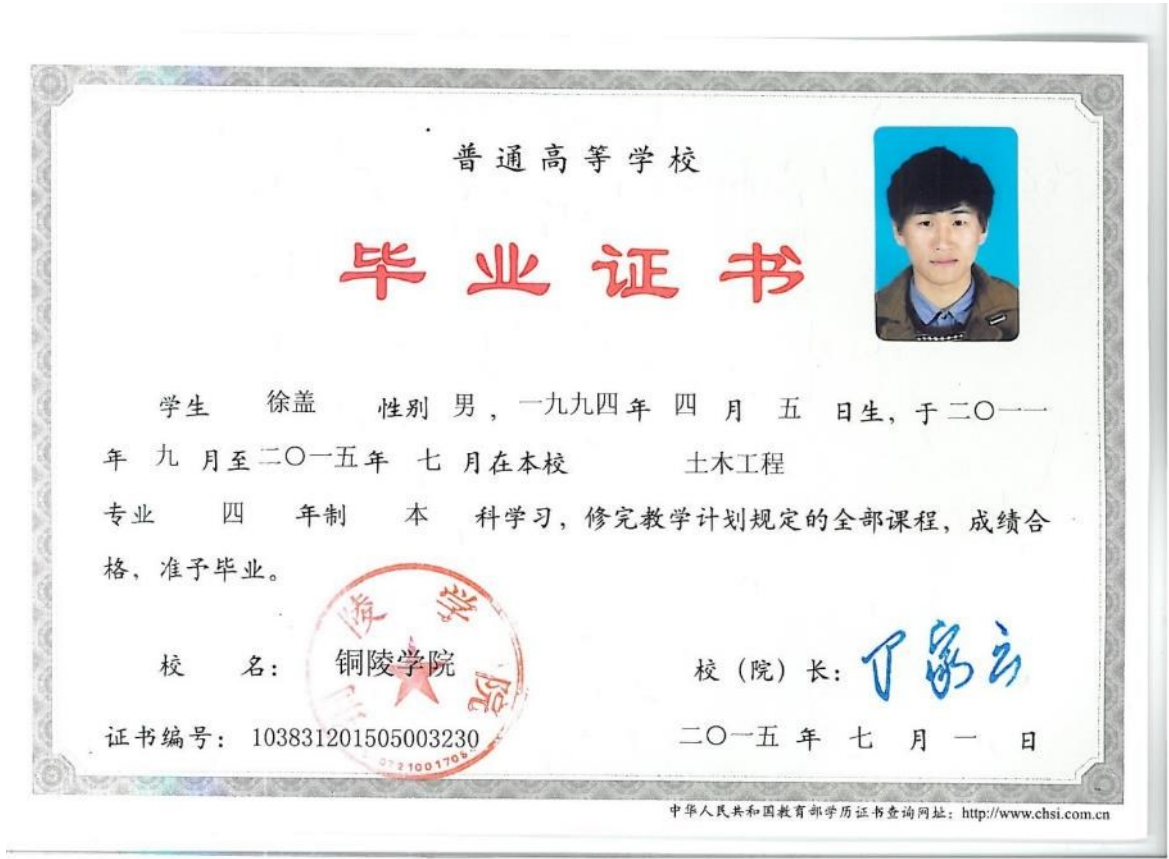 普通高等学校
毕业证书
学生 徐盖 性别 男 ，一九九四年 四 月 五 日生，于二〇一一
年 九 月至二〇一五年 七 月在本校 土木工程
专业 四 年制 本 科学习，修完教学计划规定的全部课程，成绩合
格，准予毕业。
陵学院
校 名： 铜陵学院
校（院）长：丁家云
证书编号： 103831201505003230
二〇一五 年 七 月 一 日
中华人民共和国教育部学历证书查询网址：http://www.chsi.com.cn